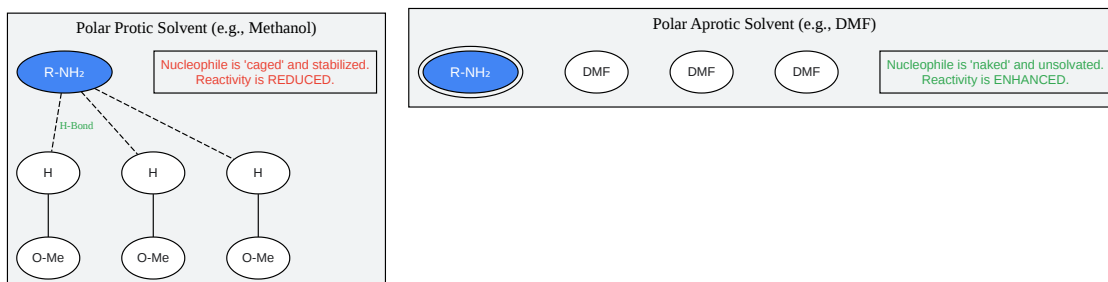 Polar Protic Solvent (e.g., Methanol)
R-NH₂
Nucleophile is 'caged' and stabilized.
Reactivity is REDUCED.
H-Bond
H
H
H
O-Me
O-Me
O-Me
Polar Aprotic Solvent (e.g., DMF)
R-NH₂
DMF
DMF
DMF
Nucleophile is 'naked' and unsolvated.
Reactivity is ENHANCED.